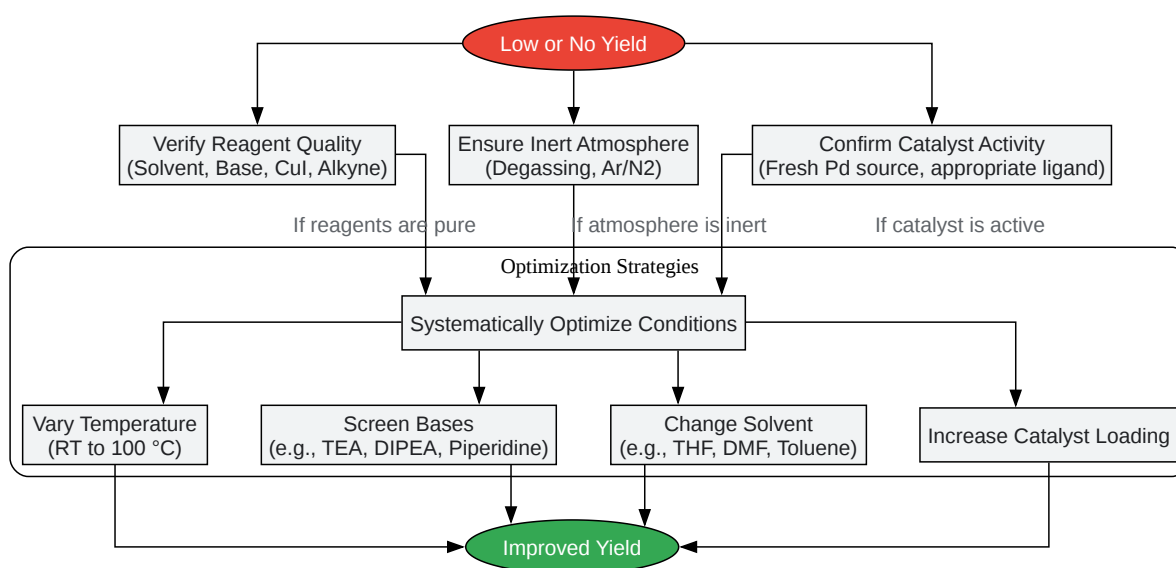 Low or No Yield
Verify Reagent Quality
(Solvent, Base, CuI, Alkyne)
Ensure Inert Atmosphere
(Degassing, Ar/N2)
Confirm Catalyst Activity
(Fresh Pd source, appropriate ligand)
If reagents are pure
If atmosphere is inert
If catalyst is active
Optimization Strategies
Systematically Optimize Conditions
Vary Temperature
(RT to 100 °C)
Screen Bases
(e.g., TEA, DIPEA, Piperidine)
Change Solvent
(e.g., THF, DMF, Toluene)
Increase Catalyst Loading
Improved Yield